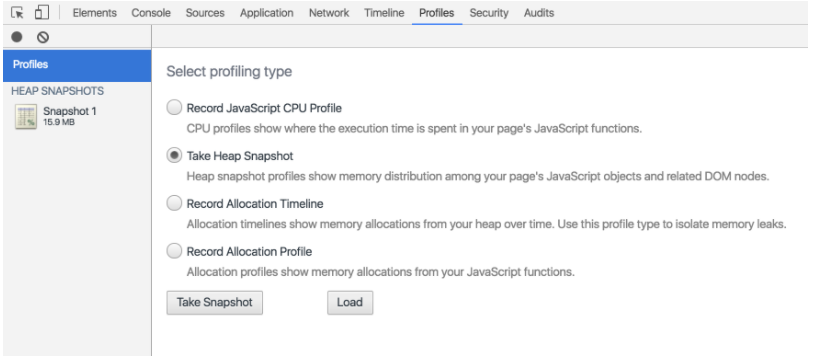 Elements Console Sources Application Network Timeline Profiles Security Audits
Profiles
HEAP SNAPSHOTS
Snapshot 1
15.9 MB
Select profiling type
Record JavaScript CPU Profile
CPU profiles show where the execution time is spent in your page's JavaScript functions.
Take Heap Snapshot
Heap snapshot profiles show memory distribution among your page's JavaScript objects and related DOM nodes.
Record Allocation Timeline
Allocation timelines show memory allocations from your heap over time. Use this profile type to isolate memory leaks.
Record Allocation Profile
Allocation profiles show memory allocations from your JavaScript functions.
Take Snapshot Load